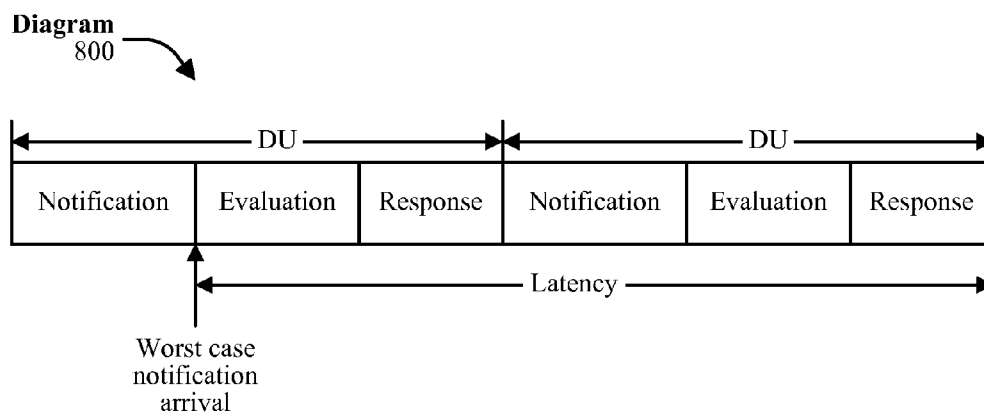 Diagram
800
DU DU
Notification Evaluation Response Notification Evaluation Response
Latency
Worst case
notification
arrival